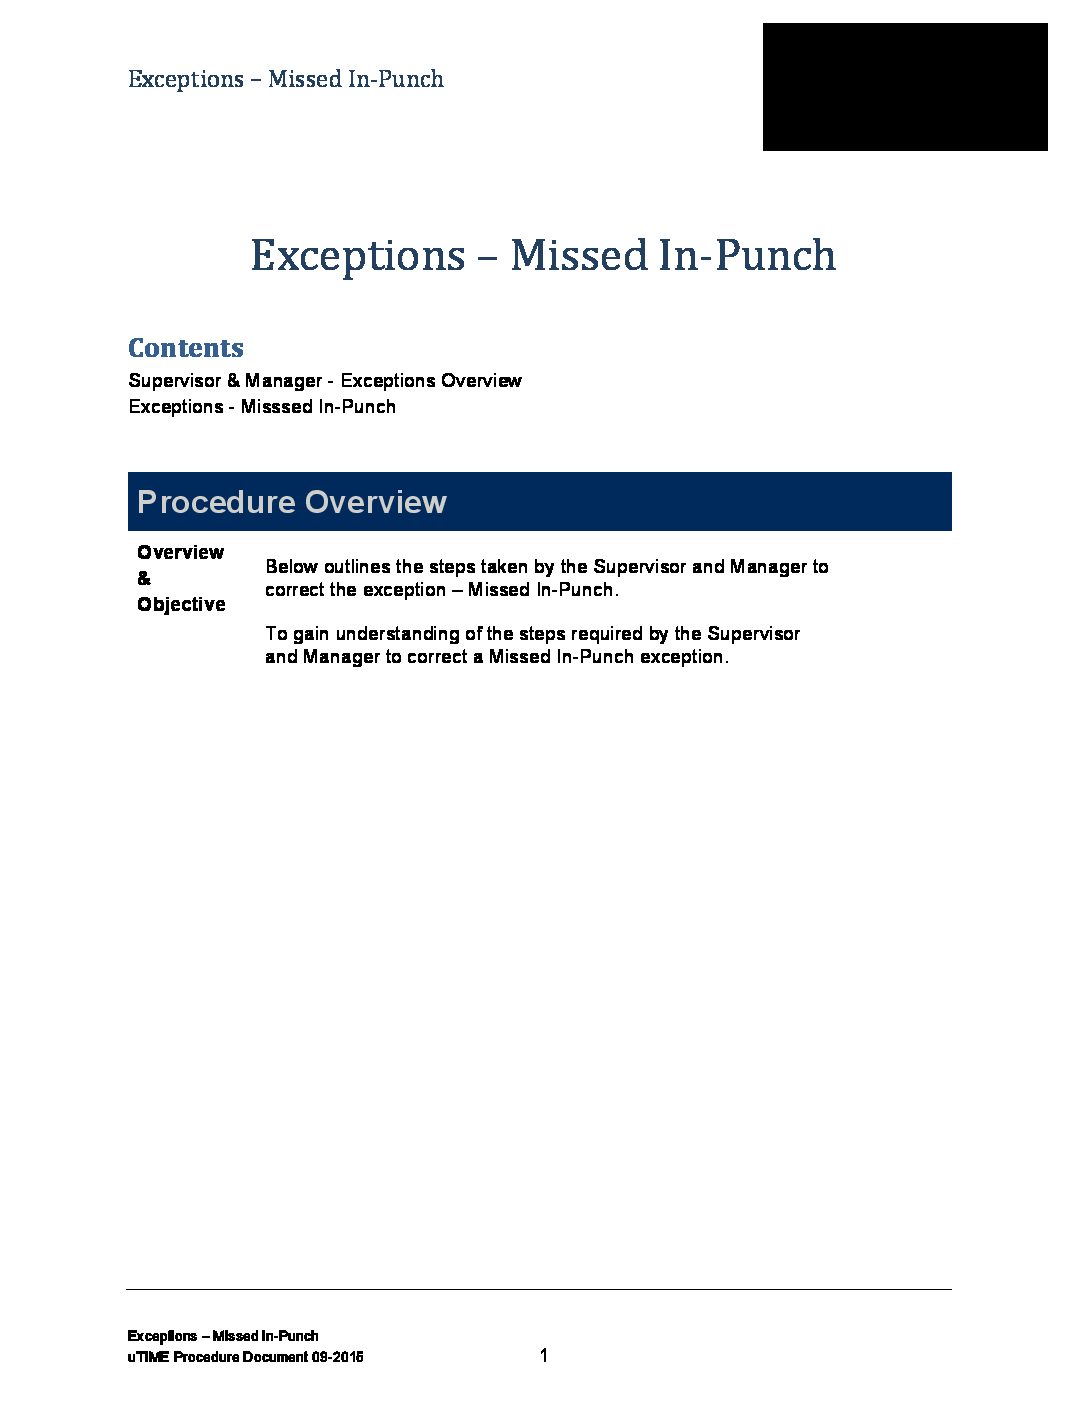 Exceptions – Missed In-Punch
Exceptions – Missed In-Punch
Contents
Supervisor & Manager - Exceptions Overview
Exceptions - Misssed In-Punch
Procedure Overview
Overview
&
Objective
Below outlines the steps taken by the Supervisor and Manager to
correct the exception – Missed In-Punch.
To gain understanding of the steps required by the Supervisor
and Manager to correct a Missed In-Punch exception.
Exceptions – Missed In-Punch
uTIME Procedure Document 09-2015
1